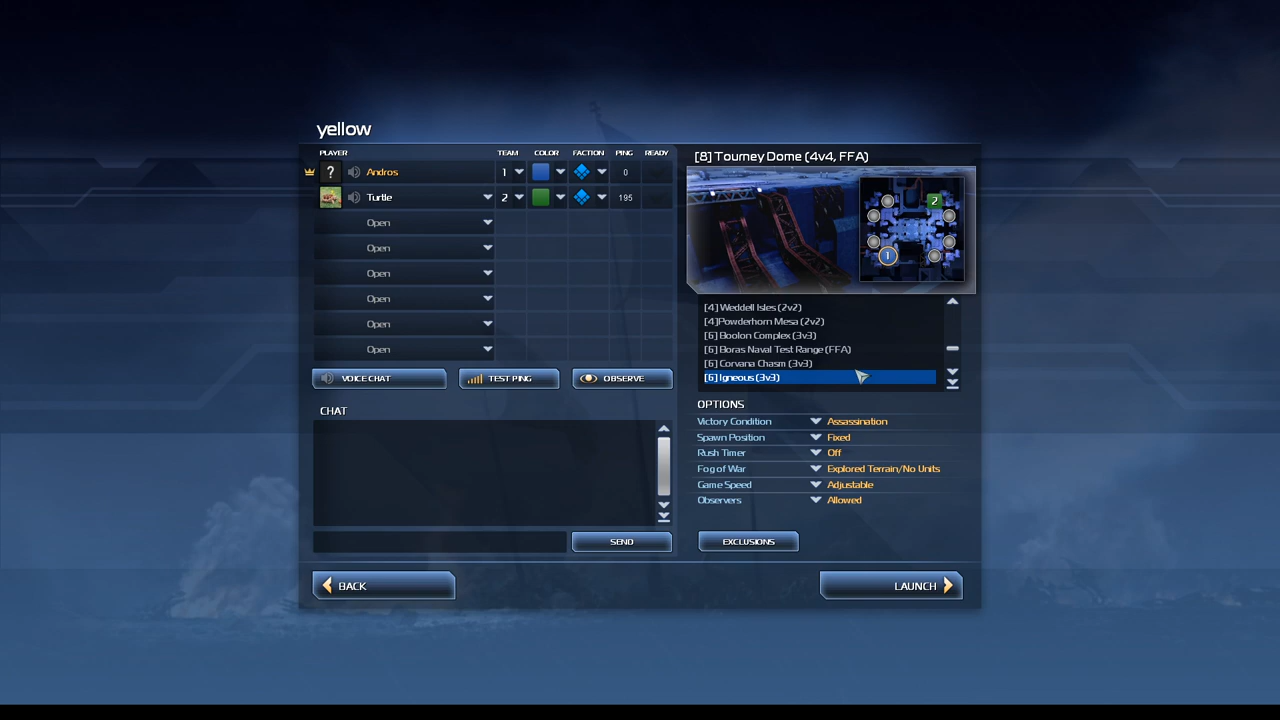 yellow
PLAYER TEAM COLOR FACTION PING READY
? Andros 1 0
Turtle 2 195
Open
Open
Open
Open
Open
Open
VOICE CHAT TEST PING OBSERVE
CHAT
SEND
BACK
[8] Tourney Dome (4v4, FFA)
2
1
[4] Weddell Isles (2v2)
[4]Powderhorn Mesa (2v2)
[6] Boolon Complex (3v3)
[6] Boras Naval Test Range (FFA)
[6] Corvana Chasm (3v3)
[6] Igneous (3v3)
OPTIONS
Victory Condition Assassination
Spawn Position Fixed
Rush Timer Off
Fog of War Explored Terrain/No Units
Game Speed Adjustable
Observers Allowed
EXCLUSIONS
LAUNCH